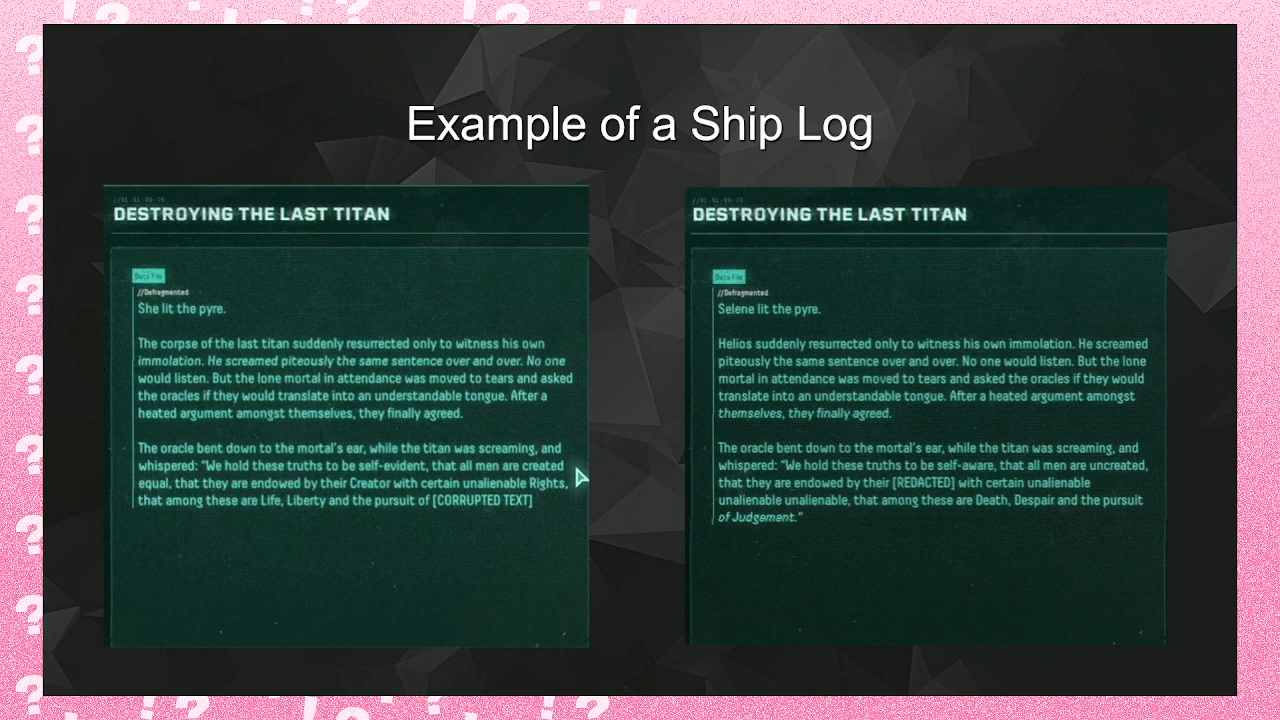 Example of a Ship Log
DESTROYING THE LAST TITAN
Data File
//Defragmented
She lit the pyre.
The corpse of the last titan suddenly resurrected only to witness his own
immolation. He screamed piteously the same sentence over and over. No one
would listen. But the lone mortal in attendance was moved to tears and asked
the oracles if they would translate into an understandable tongue. After a
heated argument amongst themselves, they finally agreed.
The oracle bent down to the mortal's ear, while the titan was screaming, and
whispered: "We hold these truths to be self-evident, that all men are created
equal, that they are endowed by their Creator with certain unalienable Rights,
that among these are Life, Liberty and the pursuit of [CORRUPTED TEXT]
DESTROYING THE LAST TITAN
Data File
//Defragmented
Selene lit the pyre.
Helios suddenly resurrected only to witness his own immolation. He screamed
piteously the same sentence over and over. No one would listen. But the lone
mortal in attendance was moved to tears and asked the oracles if they would
translate into an understandable tongue. After a heated argument amongst
themselves, they finally agreed.
The oracle bent down to the mortal's ear, while the titan was screaming, and
whispered: "We hold these truths to be self-aware, that all men are uncreated,
that they are endowed by their [REDACTED] with certain unalienable
unalienable unalienable, that among these are Death, Despair and the pursuit
of Judgement."